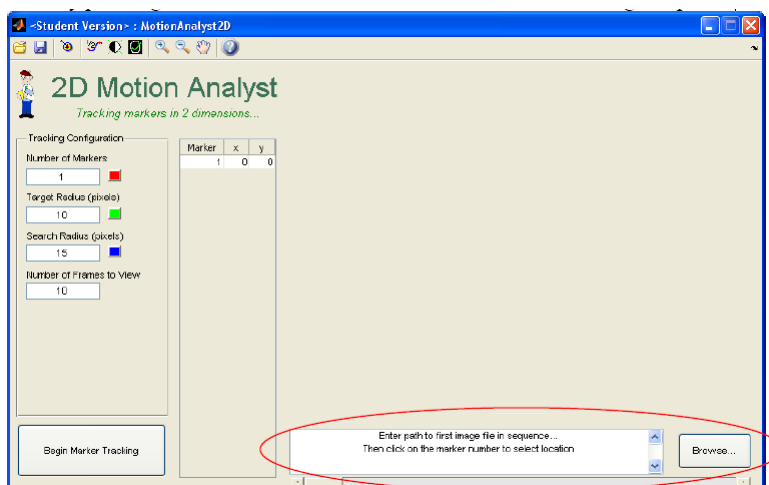 <Student Version> : MotionAnalyst2D
2D Motion Analyst
Tracking markers in 2 dimensions...
Tracking Configuration
Number of Markers
1
Target Radius (pixels)
10
Search Radius (pixels)
15
Number of Frames to View
10
Marker x y
1 0 0
Begin Marker Tracking
Enter path to first image file in sequence...
Then click on the marker number to select location
Browse...